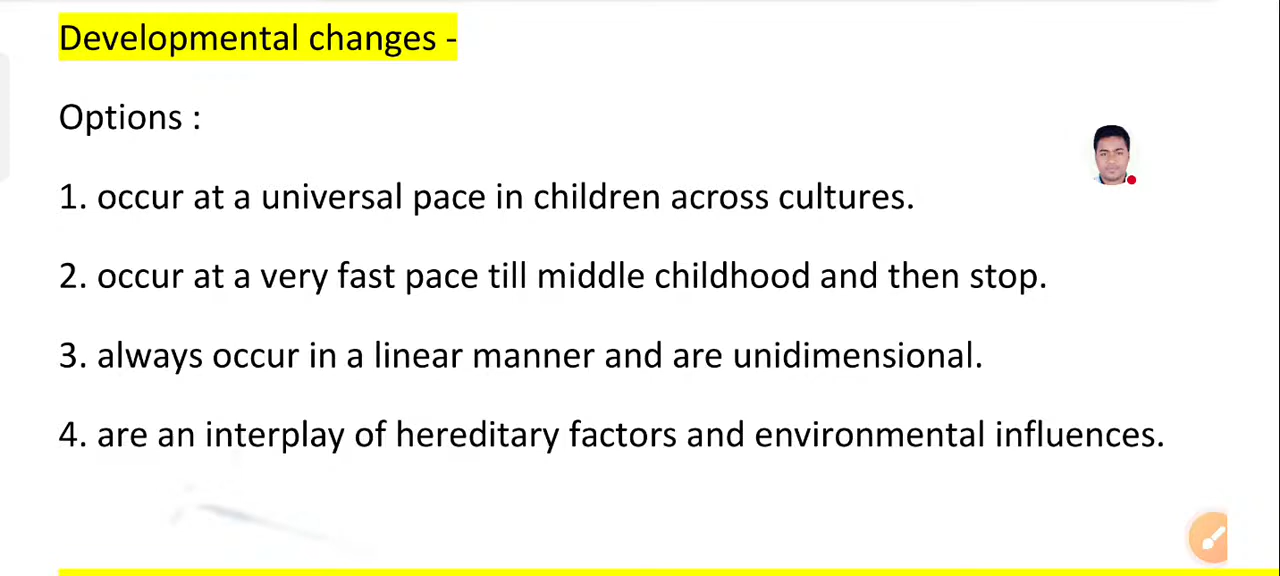 Developmental changes -
Options :
1. occur at a universal pace in children across cultures.
2. occur at a very fast pace till middle childhood and then stop.
3. always occur in a linear manner and are unidimensional.
4. are an interplay of hereditary factors and environmental influences.